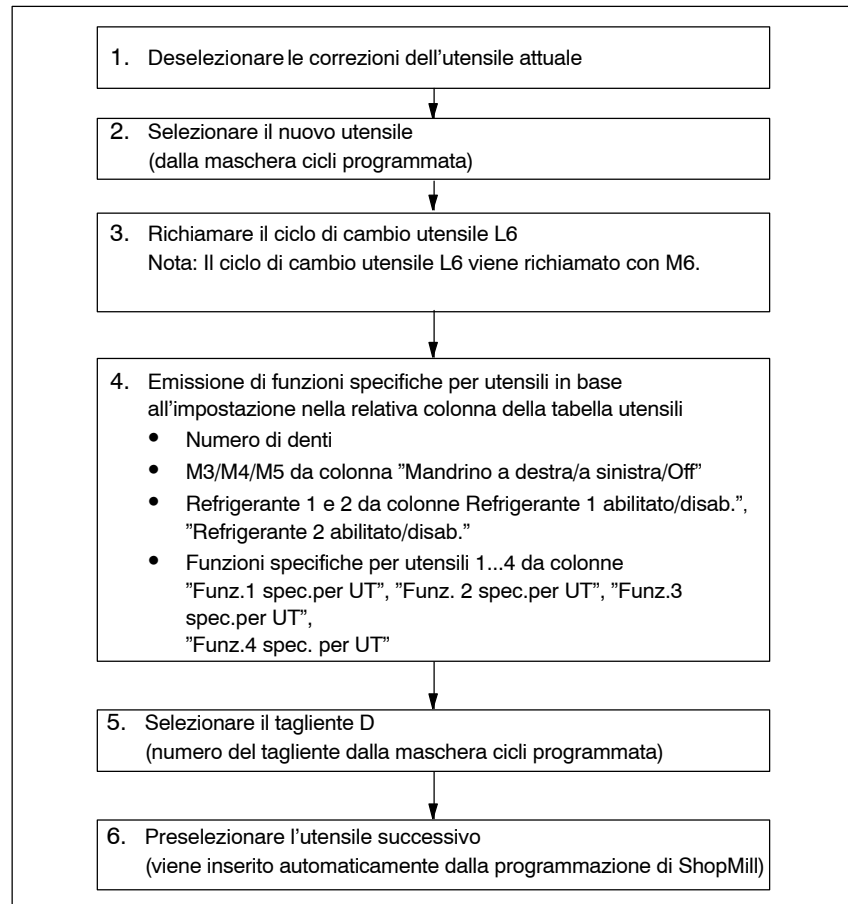 1. Deselezionare le correzioni dell'utensile attuale
2. Selezionare il nuovo utensile
(dalla maschera cicli programmata)
3. Richiamare il ciclo di cambio utensile L6
Nota: Il ciclo di cambio utensile L6 viene richiamato con M6.
4. Emissione di funzioni specifiche per utensili in base
all'impostazione nella relativa colonna della tabella utensili
• Numero di denti
• M3/M4/M5 da colonna ”Mandrino a destra/a sinistra/Off”
• Refrigerante 1 e 2 da colonne Refrigerante 1 abilitato/disab.”,
”Refrigerante 2 abilitato/disab.”
• Funzioni specifiche per utensili 1...4 da colonne
”Funz.1 spec.per UT”, ”Funz. 2 spec.per UT”, ”Funz.3
spec.per UT”,
”Funz.4 spec. per UT”
5. Selezionare il tagliente D
(numero del tagliente dalla maschera cicli programmata)
6. Preselezionare l'utensile successivo
(viene inserito automaticamente dalla programmazione di ShopMill)